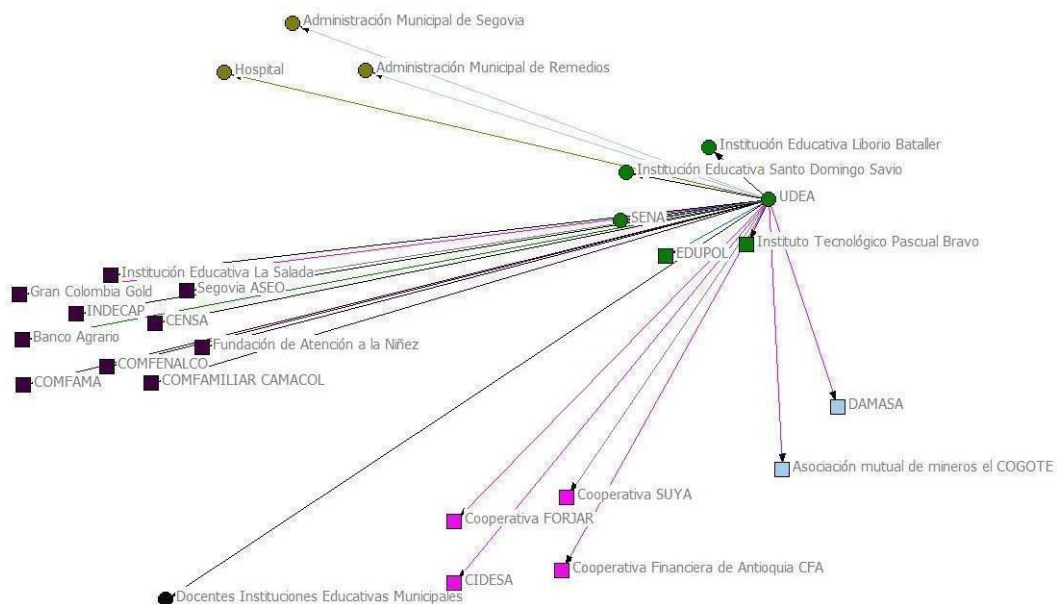 Administración Municipal de Segovia
Hospital
Administración Municipal de Remedios
Institución Educativa Liborio Bataller
Institución Educativa Santo Domingo Savio
UDEA
SENA
Instituto Tecnológico Pascual Bravo
EDUPOL
Institución Educativa La Salada
Gran Colombia Gold
Segovia ASEO
INDECAP
CENSA
Banco Agrario
Fundación de Atención a la Niñez
COMFENALCO
COMFAMA
COMFAMILIAR CAMACOL
DAMASA
Asociación mutual de mineros el COGOTE
Cooperativa SUYA
Cooperativa FORJAR
Cooperativa Financiera de Antioquia CFA
CIDESA
Docentes Instituciones Educativas Municipales